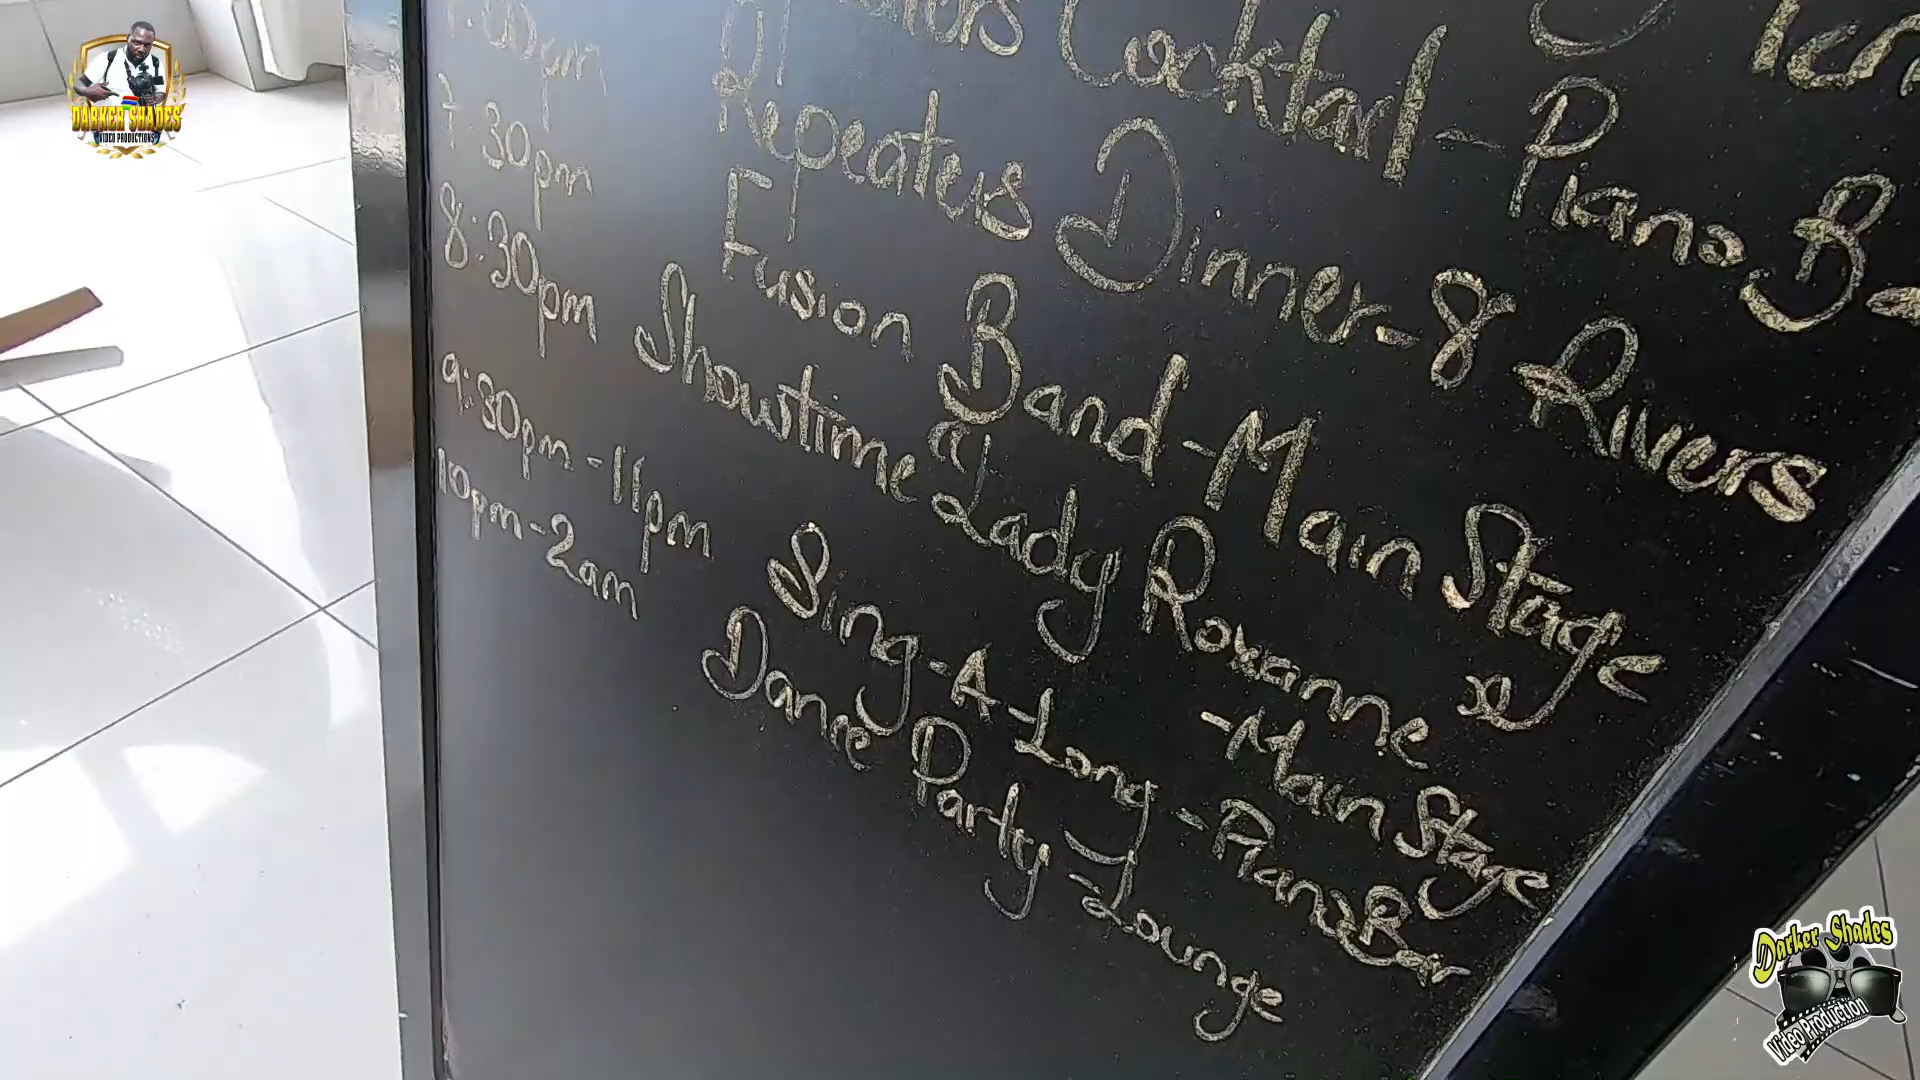 Cocktail - Piano Ba
7:00pm Repeaters Dinner - 8 Rivers
7:30pm Fusion Band - Main Stage
8:30pm Showtime "Lady Roxanne
- Main Stage
9:30pm - 11pm Sing-A-Long - Piano Bar
10pm - 2am Dance Party - Lounge
DARKER SHADES
VIDEO PRODUCTIONS
Darker Shades
Video Production